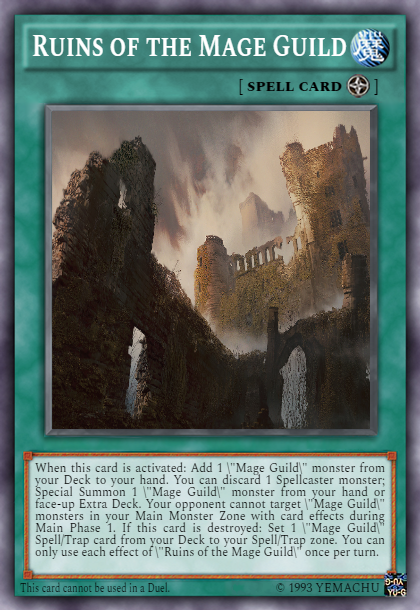 RUINS OF THE MAGE GUILD 魔
[ SPELL CARD ]
When this card is activated: Add 1 \"Mage Guild\" monster from
your Deck to your hand. You can discard 1 Spellcaster monster;
Special Summon 1 \"Mage Guild\" monster from your hand or
face-up Extra Deck. Your opponent cannot target \"Mage Guild\"
monsters in your Main Monster Zone with card effects during
Main Phase 1. If this card is destroyed: Set 1 \"Mage Guild\"
Spell/Trap card from your Deck to your Spell/Trap zone. You can
only use each effect of \"Ruins of the Mage Guild\" once per turn.
This card cannot be used in a Duel. ©1993 YEMACHU